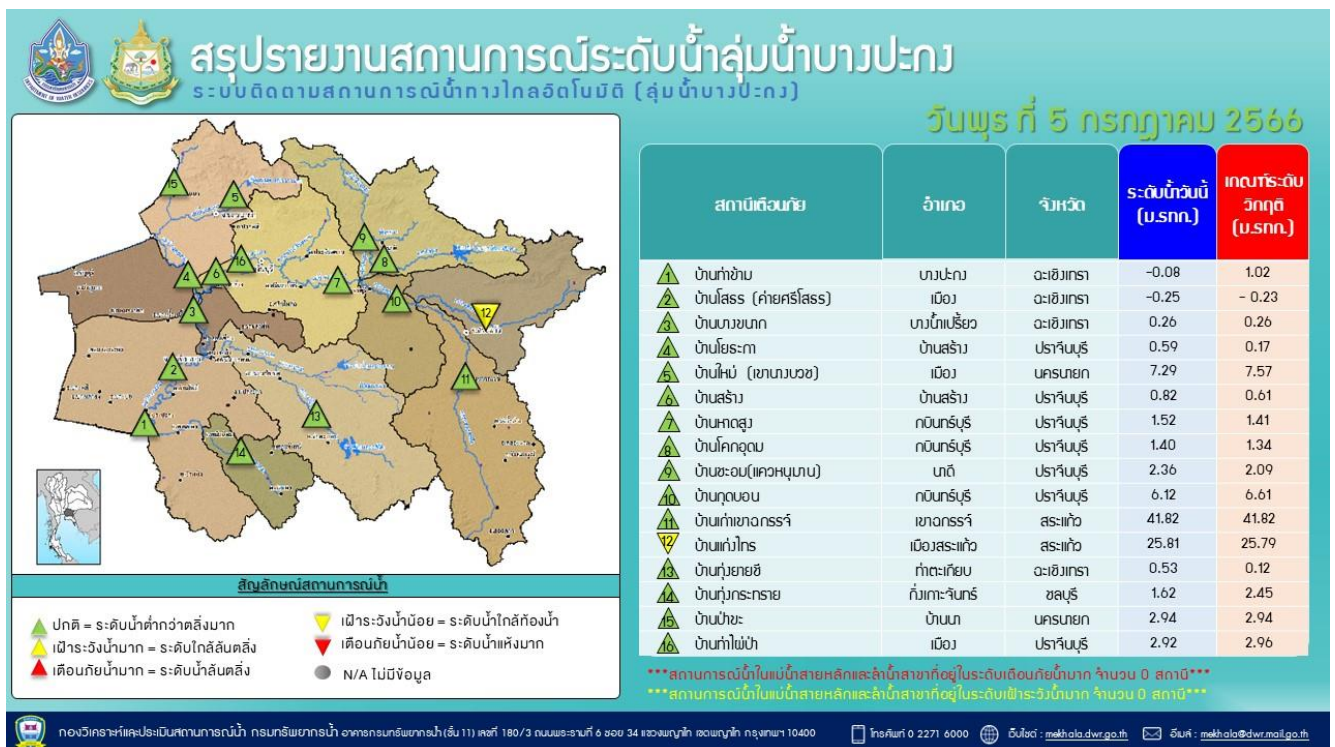 สรุปรายงานสถานการณ์ระดับน้ำลุ่มน้ำบางปะกง
ระบบติดตามสถานการณ์น้ำทางไกลอัตโนมัติ (ลุ่มน้ำบางปะกง)
วันพุธ ที่ 5 กรกฎาคม 2566
สถานีเตือนภัย อำเภอ จังหวัด ระดับน้ำวันนี้ (ม.รทก.) เกณฑ์ระดับวิกฤติ (ม.รทก.)
1 บ้านท่าข้าม บางปะกง ฉะเชิงเทรา -0.08 1.02
2 บ้านโสธร (ค่ายศรีโสธร) เมือง ฉะเชิงเทรา -0.25 - 0.23
3 บ้านบางขนาก บางน้ำเปรี้ยว ฉะเชิงเทรา 0.26 0.26
4 บ้านโยธะกา บ้านสร้าง ปราจีนบุรี 0.59 0.17
5 บ้านใหม่ (เขานางบวช) เมือง นครนายก 7.29 7.57
6 บ้านสร้าง บ้านสร้าง ปราจีนบุรี 0.82 0.61
7 บ้านหาดสูง กบินทร์บุรี ปราจีนบุรี 1.52 1.41
8 บ้านโคกอุดม กบินทร์บุรี ปราจีนบุรี 1.40 1.34
9 บ้านชะอม(แควหนุมาน) นาดี ปราจีนบุรี 2.36 2.09
10 บ้านกุดบอน กบินทร์บุรี ปราจีนบุรี 6.12 6.61
11 บ้านเก่าเขาฉกรรจ์ เขาฉกรรจ์ สระแก้ว 41.82 41.82
12 บ้านแก่งไทร เมืองสระแก้ว สระแก้ว 25.81 25.79
13 บ้านทุ่งยายชี ท่าตะเกียบ ฉะเชิงเทรา 0.53 0.12
14 บ้านทุ่งกระทราย กิ่งเกาะจันทร์ ชลบุรี 1.62 2.45
15 บ้านป่าขะ บ้านนา นครนายก 2.94 2.94
16 บ้านท่าไผ่ป่า เมือง ปราจีนบุรี 2.92 2.96
***สถานการณ์น้ำในแม่น้ำสายหลักและลำน้ำสาขาที่อยู่ในระดับเตือนภัยน้ำมาก จำนวน 0 สถานี***
***สถานการณ์น้ำในแม่น้ำสายหลักและลำน้ำสาขาที่อยู่ในระดับเฝ้าระวังน้ำมาก จำนวน 0 สถานี***
สัญลักษณ์สถานการณ์น้ำ
ปกติ = ระดับน้ำต่ำกว่าตลิ่งมาก
เฝ้าระวังน้ำมาก = ระดับใกล้ล้นตลิ่ง
เตือนภัยน้ำมาก = ระดับน้ำล้นตลิ่ง
เฝ้าระวังน้ำน้อย = ระดับน้ำใกล้ท้องน้ำ
เตือนภัยน้ำน้อย = ระดับน้ำแห้งมาก
N/A ไม่มีข้อมูล
กองวิเคราะห์และประเมินสถานการณ์น้ำ กรมทรัพยากรน้ำ อาคารกรมทรัพยากรน้ำ (ชั้น 11) เลขที่ 180/3 ถนนพระรามที่ 6 ซอย 34 แขวงพญาไท เขตพญาไท กรุงเทพฯ 10400 โทรศัพท์ 0 2271 6000 เว็บไซต์ : mekhala.dwr.go.th อีเมล์ : mekhala@dwr.mail.go.th